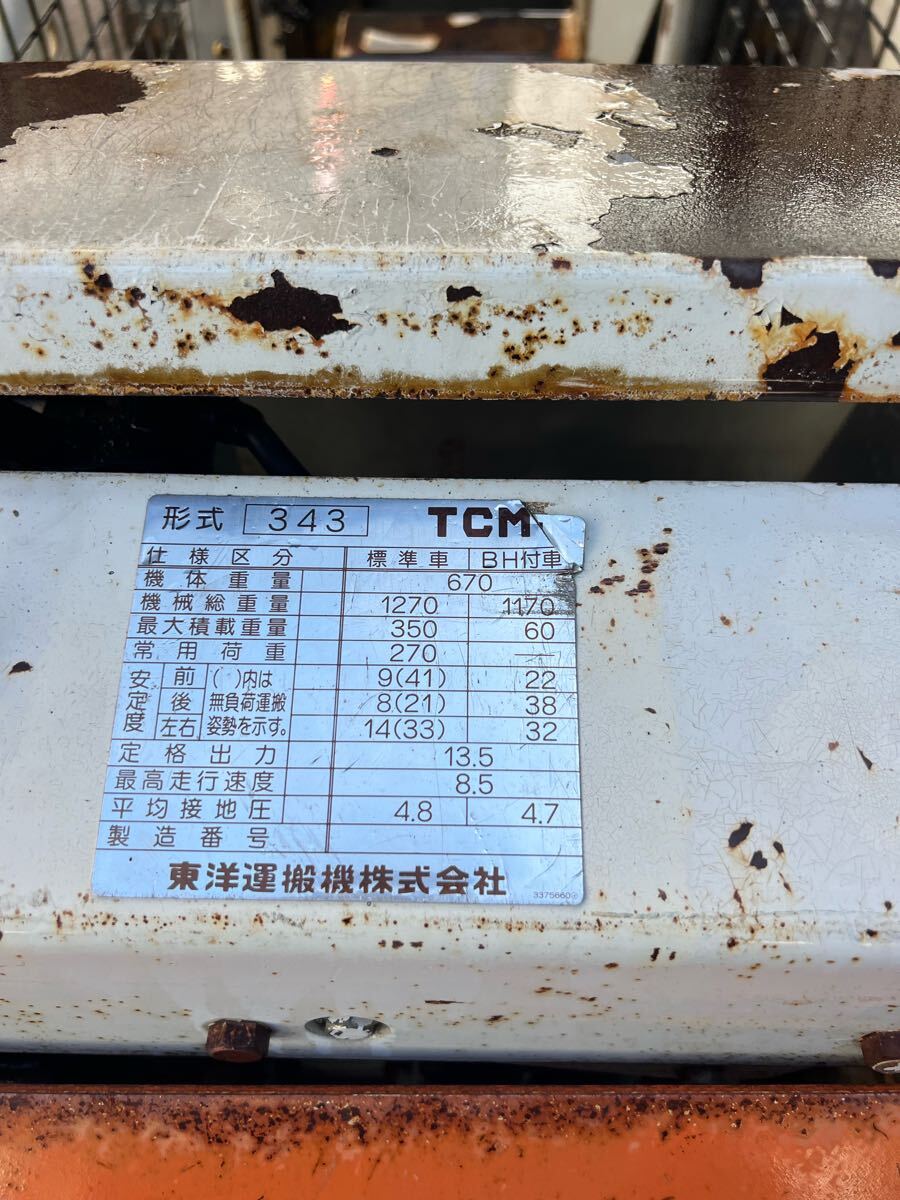 形式 343 TCM
仕様区分 標準車 BH付車
機体重量 670
機械総重量 1270 1170
最大積載重量 350 60
常用荷重 270 —
安定度 前 ( )内は 9(41) 22
後 無負荷運搬 8(21) 38
左右 姿勢を示す。 14(33) 32
定格出力 13.5
最高走行速度 8.5
平均接地圧 4.8 4.7
製造番号
東洋運搬機株式会社
3375660